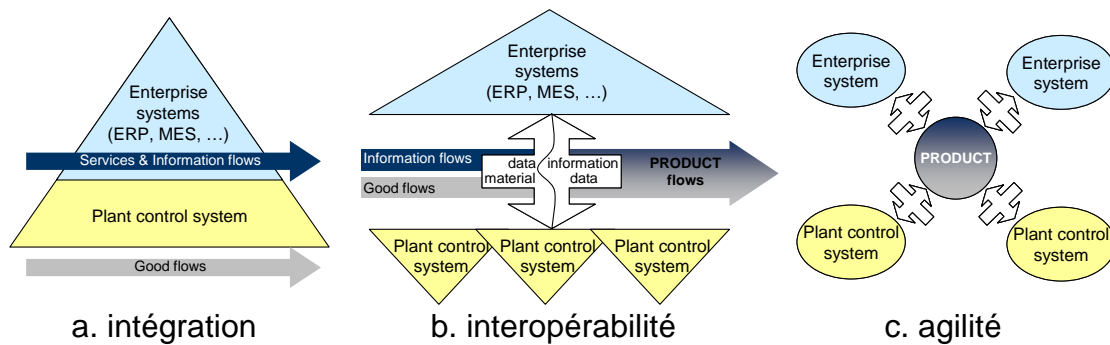 Enterprise
systems
(ERP, MES, …)
Services & Information flows
Plant control system
Good flows
a. intégration
Enterprise
systems
(ERP, MES, …)
Information flows
Good flows
data
material
information
data
PRODUCT
flows
Plant control
system
Plant control
system
Plant control
system
b. interopérabilité
Enterprise
system
Enterprise
system
PRODUCT
Plant control
system
Plant control
system
c. agilité